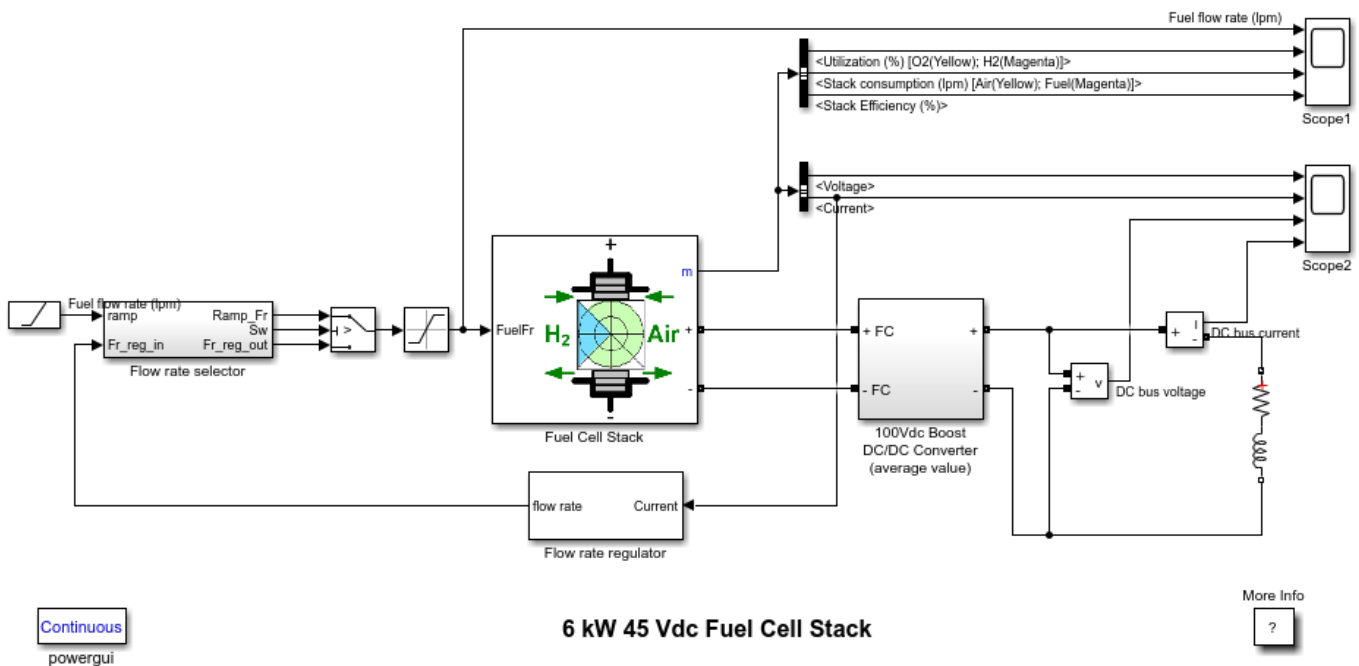 Fuel flow rate (lpm)
<Utilization (%) [O2(Yellow); H2(Magenta)]>
<Stack consumption (lpm) [Air(Yellow); Fuel(Magenta)]>
<Stack Efficiency (%)>
Scope1
<Voltage>
<Current>
Scope2
Fuel flow rate (lpm)
ramp
Fr_reg_in
Ramp_Fr
Sw
Fr_reg_out
Flow rate selector
>
+
m
FuelFr
H2
Air
+
-
-
Fuel Cell Stack
+ FC
- FC
+
-
100Vdc Boost
DC/DC Converter
(average value)
+
I
-
DC bus current
+
-
v
DC bus voltage
+
flow rate
Current
Flow rate regulator
Continuous
powergui
6 kW 45 Vdc Fuel Cell Stack
More Info
?